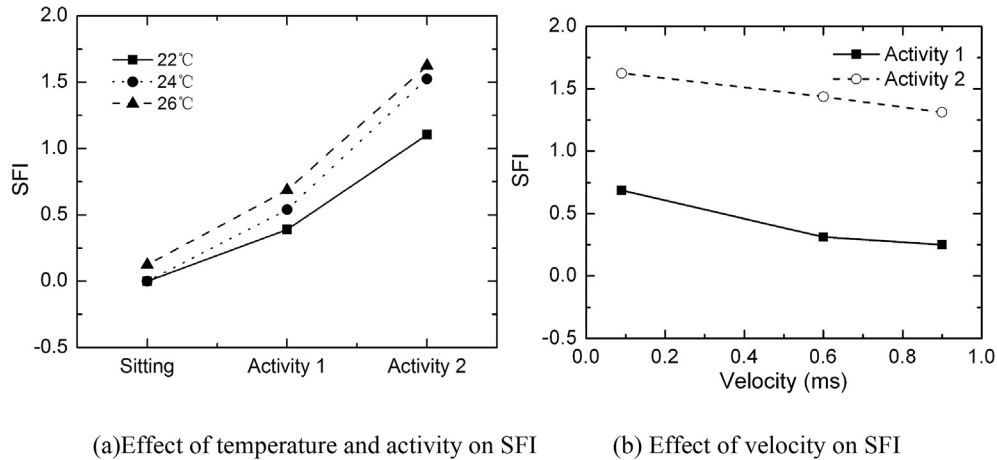 2.0
1.5
1.0
0.5
0.0
-0.5
SFI
22℃
24℃
26℃
Sitting
Activity 1
Activity 2
2.0
1.5
1.0
0.5
0.0
-0.5
SFI
Activity 1
Activity 2
0.0
0.2
0.4
0.6
0.8
1.0
Velocity (ms)
(a)Effect of temperature and activity on SFI
(b) Effect of velocity on SFI